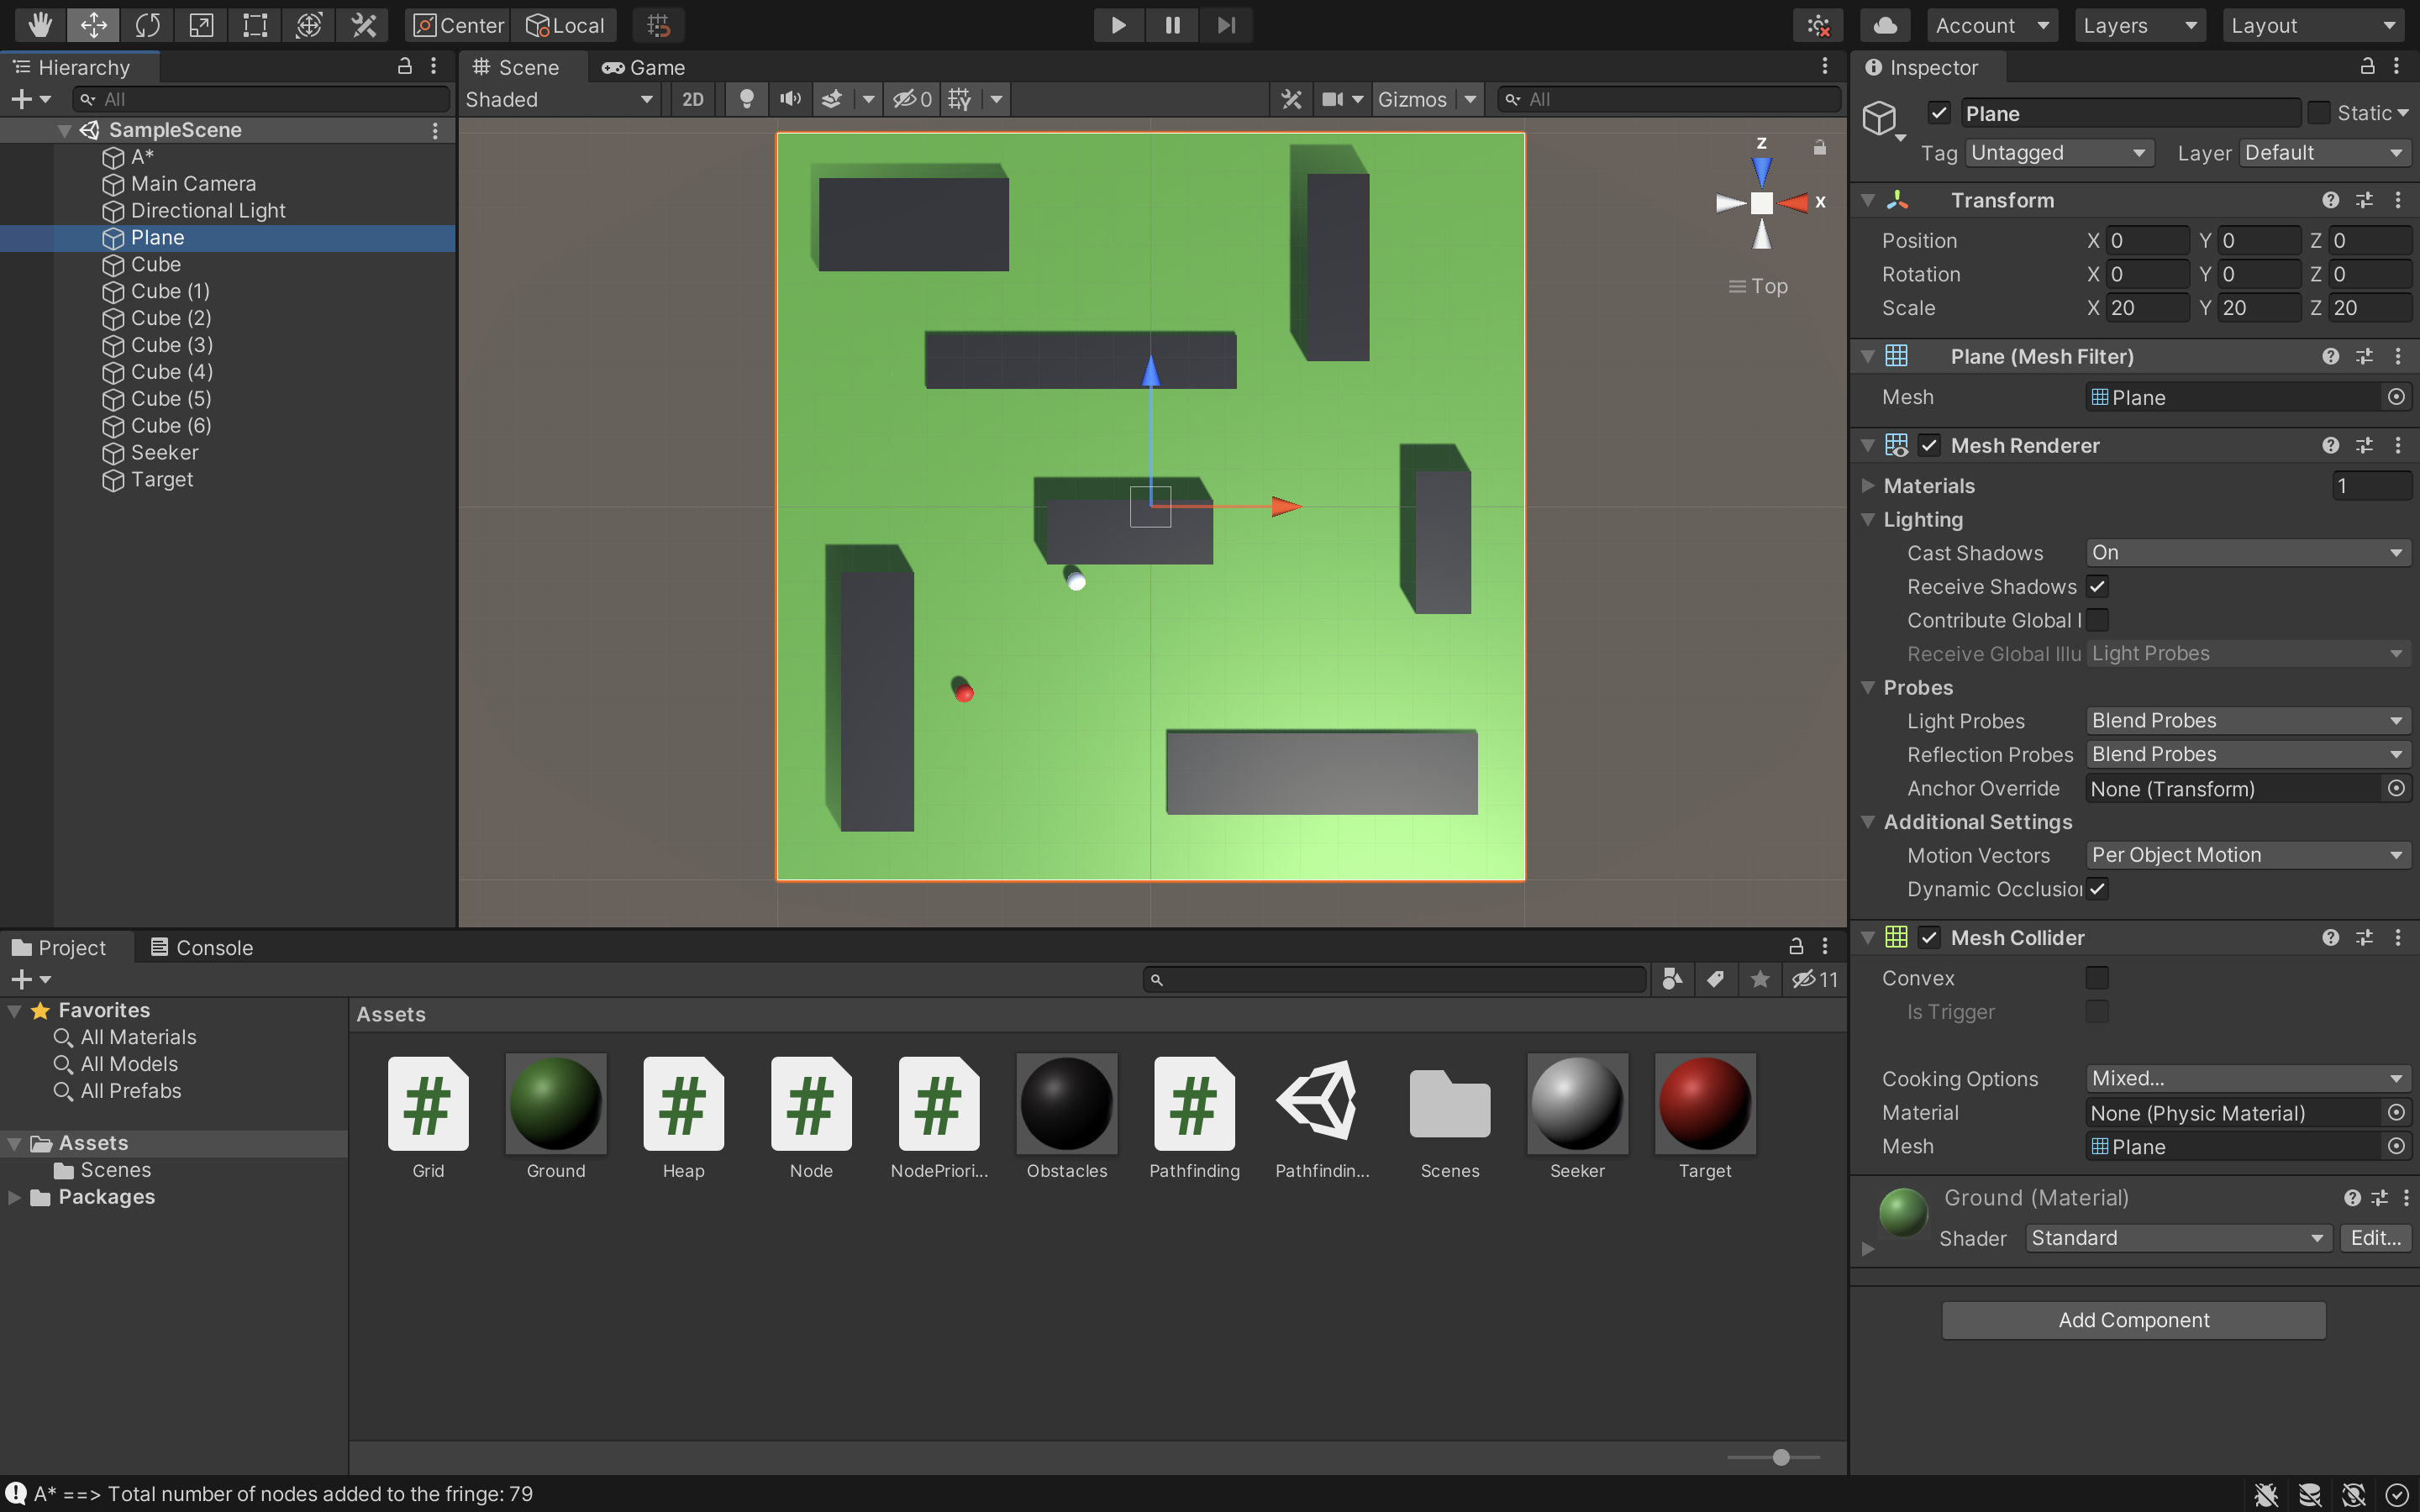 Center Local Account Layers Layout
Hierarchy
All
SampleScene
A*
Main Camera
Directional Light
Plane
Cube
Cube (1)
Cube (2)
Cube (3)
Cube (4)
Cube (5)
Cube (6)
Seeker
Target
Scene Game
Shaded 2D 0 Gizmos All
z
x
Top
Inspector
Plane Static
Tag Untagged Layer Default
Transform
Position X 0 Y 0 Z 0
Rotation X 0 Y 0 Z 0
Scale X 20 Y 20 Z 20
Plane (Mesh Filter)
Mesh Plane
Mesh Renderer
Materials 1
Lighting
Cast Shadows On
Receive Shadows
Contribute Global I
Receive Global Illu Light Probes
Probes
Light Probes Blend Probes
Reflection Probes Blend Probes
Anchor Override None (Transform)
Additional Settings
Motion Vectors Per Object Motion
Dynamic Occlusion
Mesh Collider
Convex
Is Trigger
Cooking Options Mixed...
Material None (Physic Material)
Mesh Plane
Ground (Material)
Shader Standard Edit...
Add Component
Project Console
11
Favorites
All Materials
All Models
All Prefabs
Assets
Scenes
Packages
Assets
Grid Ground Heap Node NodePriori... Obstacles Pathfinding Pathfindin... Scenes Seeker Target
A* ==> Total number of nodes added to the fringe: 79